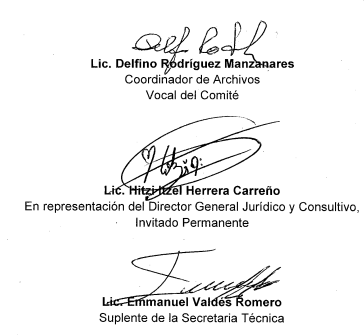 Lic. Delfino Rodríguez Manzanares
Coordinador de Archivos
Vocal del Comité
Lic. Hitzi Itzel Herrera Carreño
En representación del Director General Jurídico y Consultivo,
Invitado Permanente
Lic. Emmanuel Valdés Romero
Suplente de la Secretaria Técnica